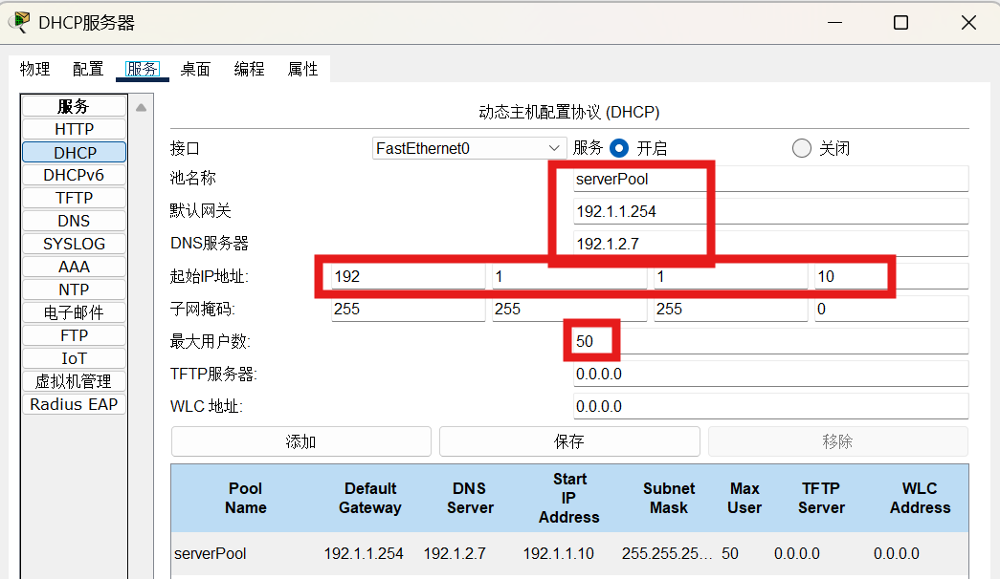 DHCP服务器
物理 配置 服务 桌面 编程 属性
服务
HTTP
DHCP
DHCPv6
TFTP
DNS
SYSLOG
AAA
NTP
电子邮件
FTP
IoT
虚拟机管理
Radius EAP
动态主机配置协议 (DHCP)
接口 FastEthernet0 服务 开启 关闭
池名称 serverPool
默认网关 192.1.1.254
DNS服务器 192.1.2.7
起始IP地址: 192 1 1 10
子网掩码: 255 255 255 0
最大用户数: 50
TFTP服务器: 0.0.0.0
WLC 地址: 0.0.0.0
添加 保存 移除
Pool Name Default Gateway DNS Server Start IP Address Subnet Mask Max User TFTP Server WLC Address
serverPool 192.1.1.254 192.1.2.7 192.1.1.10 255.255.25... 50 0.0.0.0 0.0.0.0